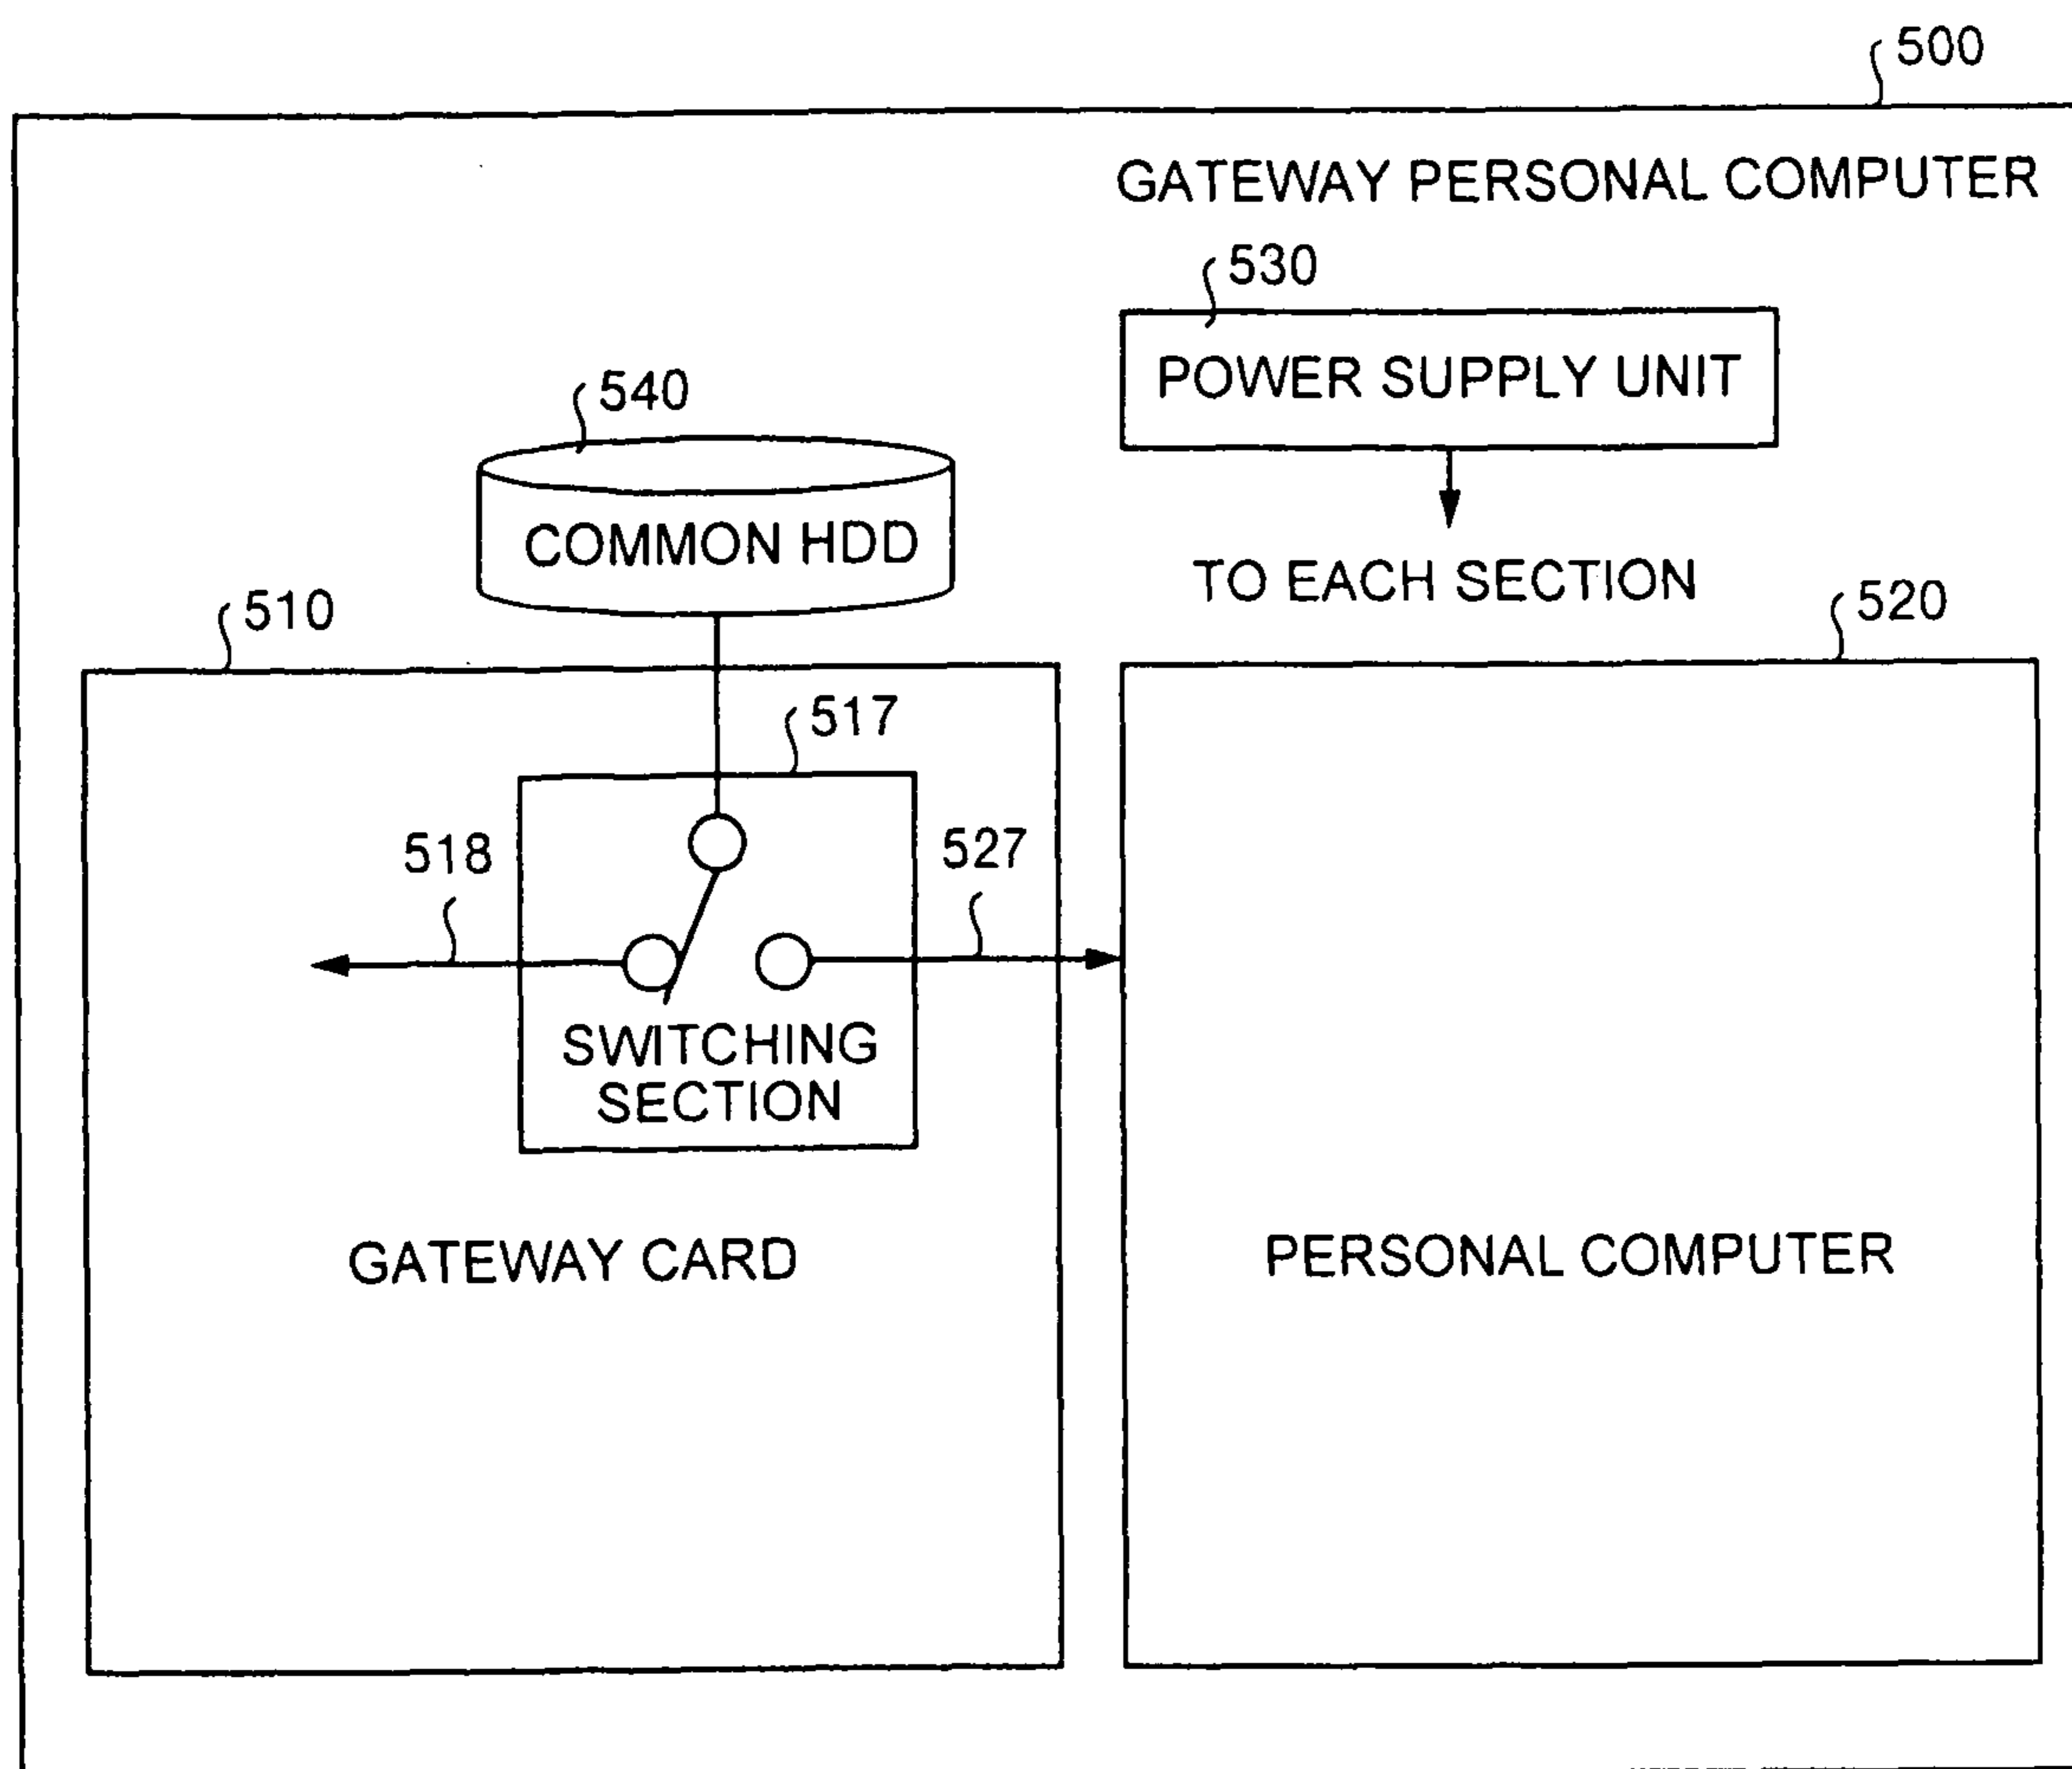 500
GATEWAY PERSONAL COMPUTER
530
POWER SUPPLY UNIT
540
COMMON HDD
TO EACH SECTION
510
520
517
518
527
SWITCHING
SECTION
GATEWAY CARD
PERSONAL COMPUTER